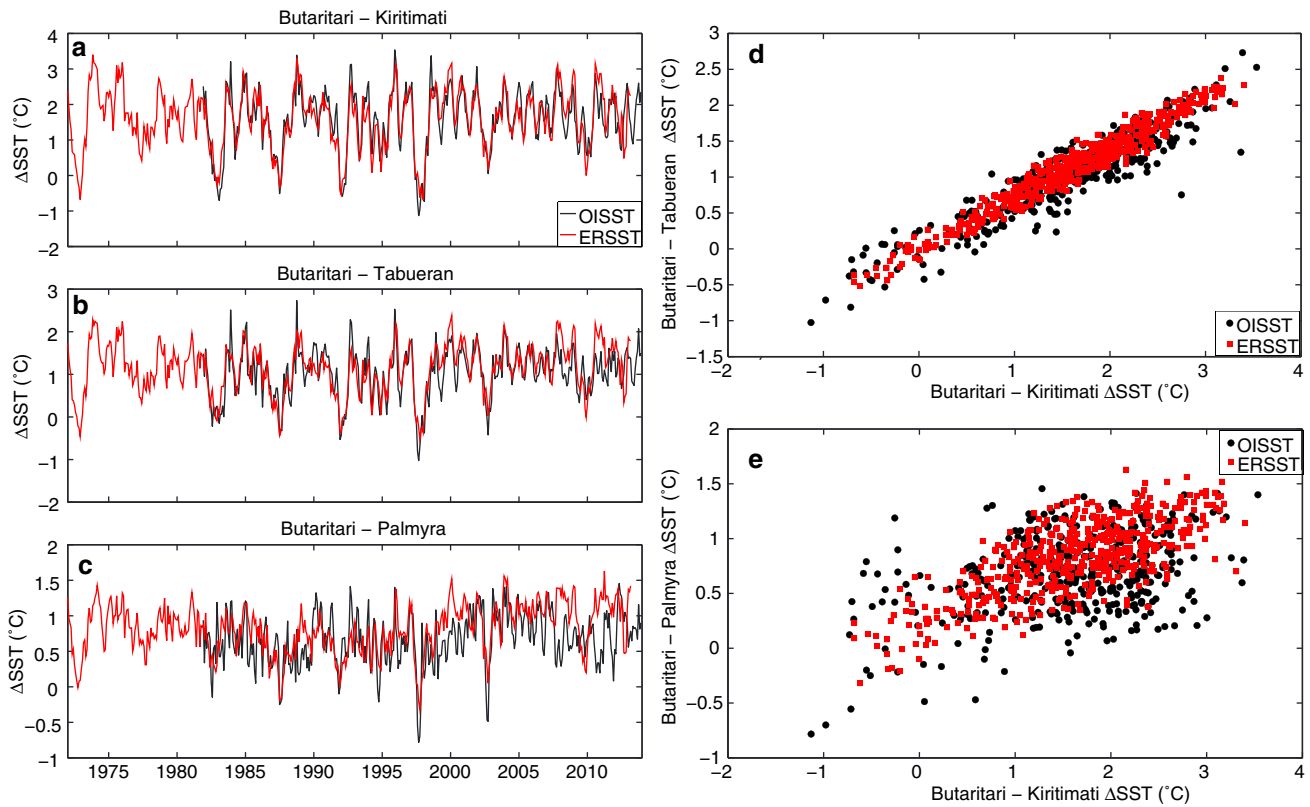 Butaritari – Kiritimati
a
4
3
2
1
0
−1
−2
ΔSST (˚C)
OISST
ERSST
Butaritari – Tabueran
b
3
2
1
0
−1
−2
ΔSST (˚C)
Butaritari – Palmyra
c
2
1.5
1
0.5
0
−0.5
−1
ΔSST (˚C)
1975 1980 1985 1990 1995 2000 2005 2010
d
3
2.5
2
1.5
1
0.5
0
−0.5
−1
−1.5
Butaritari – Tabueran ΔSST (˚C)
OISST
ERSST
−2 −1 0 1 2 3 4
Butaritari – Kiritimati ΔSST (˚C)
e
2
1.5
1
0.5
0
−0.5
−1
Butaritari – Palmyra ΔSST (˚C)
OISST
ERSST
−2 −1 0 1 2 3 4
Butaritari – Kiritimati ΔSST (˚C)